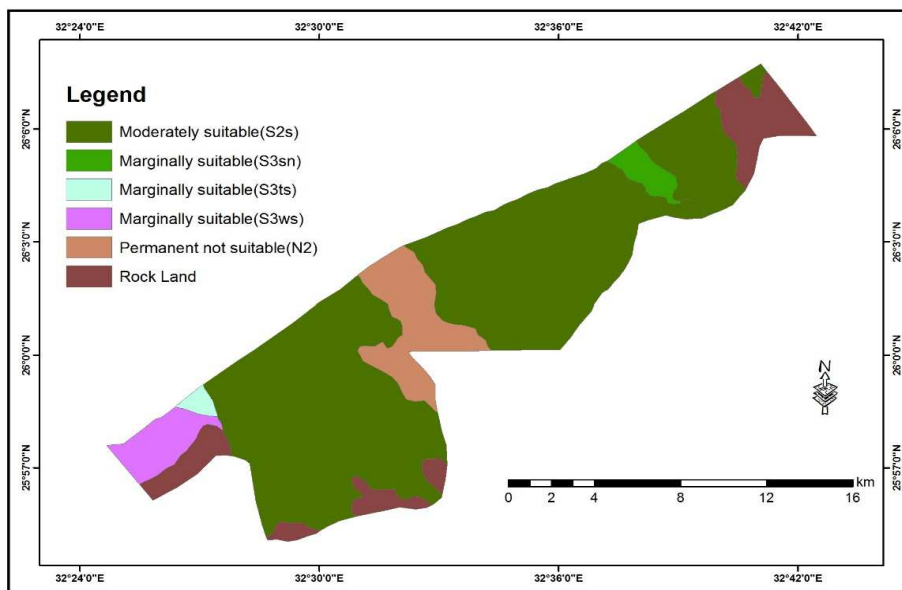 32°24'0"E 32°30'0"E 32°36'0"E 32°42'0"E
26°6'0"N 26°6'0"N
26°3'0"N 26°3'0"N
26°0'0"N 26°0'0"N
25°57'0"N 25°57'0"N
Legend
Moderately suitable(S2s)
Marginally suitable(S3sn)
Marginally suitable(S3ts)
Marginally suitable(S3ws)
Permanent not suitable(N2)
Rock Land
N
km
0 2 4 8 12 16
32°24'0"E 32°30'0"E 32°36'0"E 32°42'0"E